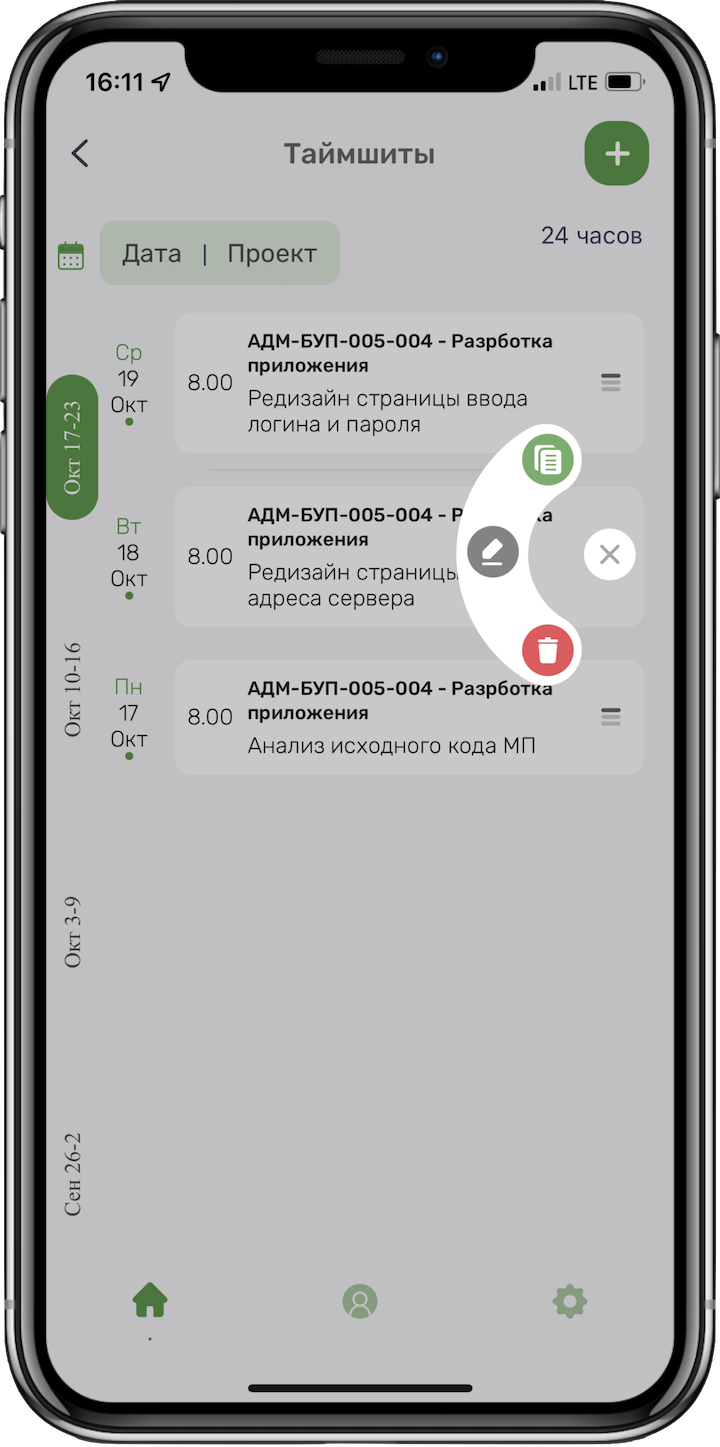 16:11
LTE
Таймшиты
Дата | Проект
24 часов
Окт 17-23
Окт 10-16
Окт 3-9
Сен 26-2
Ср
19
Окт
8.00
АДМ-БУП-005-004 - Разрботка
приложения
Редизайн страницы ввода
логина и пароля
Вт
18
Окт
8.00
АДМ-БУП-005-004 -
приложения
Редизайн страницы
адреса сервера
Пн
17
Окт
8.00
АДМ-БУП-005-004 - Разрботка
приложения
Анализ исходного кода МП